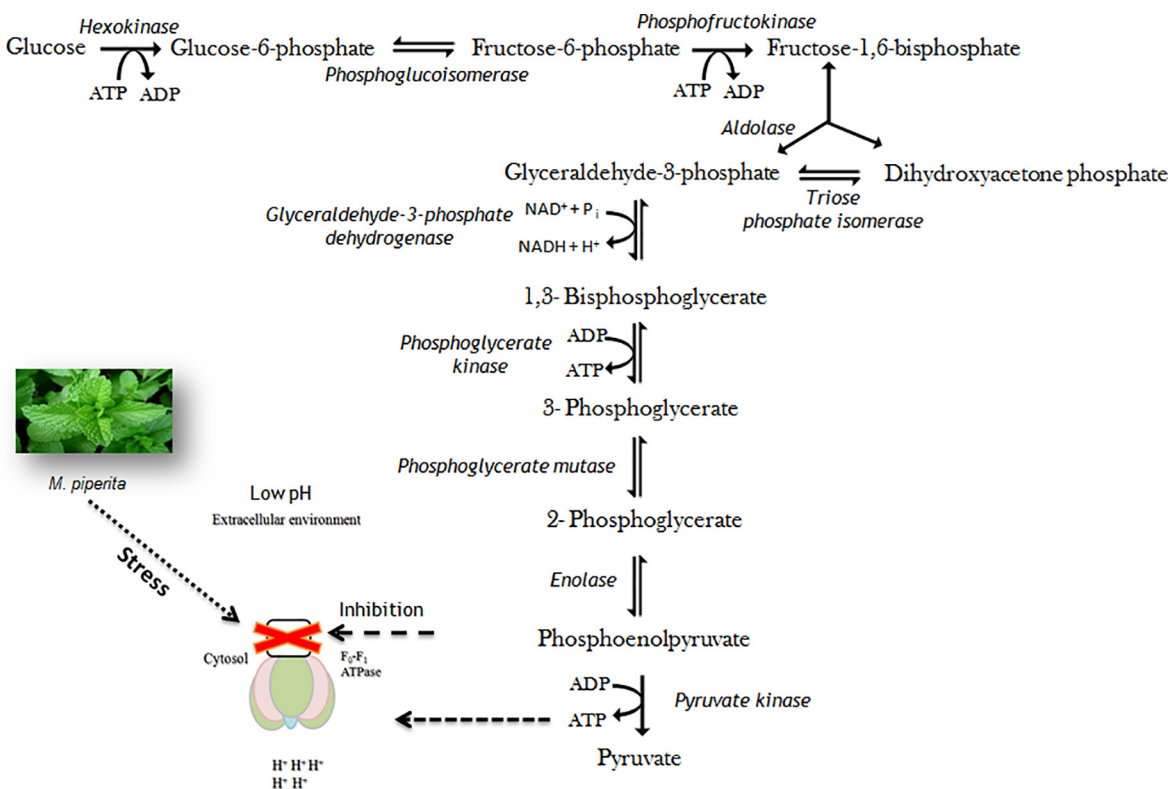 Hexokinase
Phosphofructokinase
Glucose
Glucose-6-phosphate
Fructose-6-phosphate
Fructose-1,6-bisphosphate
Phosphoglucoisomerase
ATP
ADP
ATP
ADP
Aldolase
Glyceraldehyde-3-phosphate
Dihydroxyacetone phosphate
Triose
phosphate isomerase
Glyceraldehyde-3-phosphate
dehydrogenase
NAD⁺ + Pᵢ
NADH + H⁺
1,3- Bisphosphoglycerate
Phosphoglycerate
kinase
ADP
ATP
3- Phosphoglycerate
Phosphoglycerate mutase
M. piperita
Low pH
Extracellular environment
2- Phosphoglycerate
Stress
Enolase
Inhibition
Phosphoenolpyruvate
Cytosol
F₀-F₁
ATPase
ADP
ATP
Pyruvate kinase
Pyruvate
H⁺ H⁺ H⁺
H⁺ H⁺